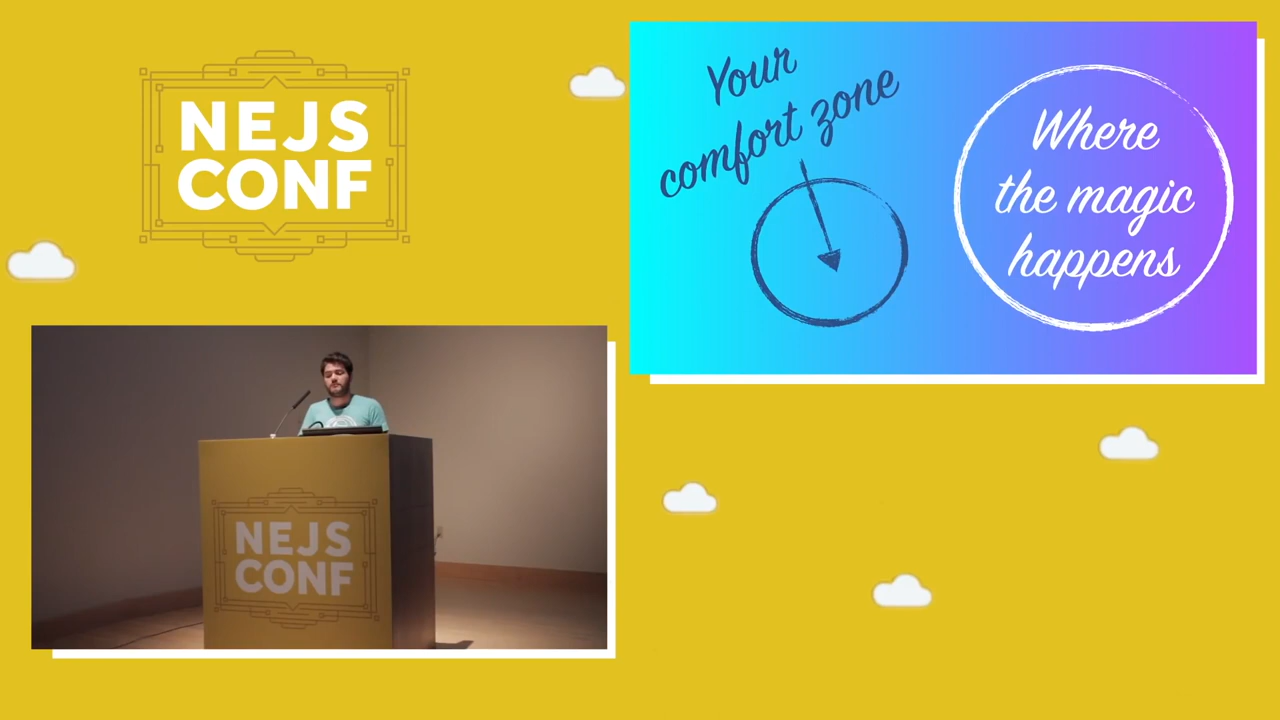 NEJS
CONF
Your
comfort zone
Where
the magic
happens
NEJS
CONF